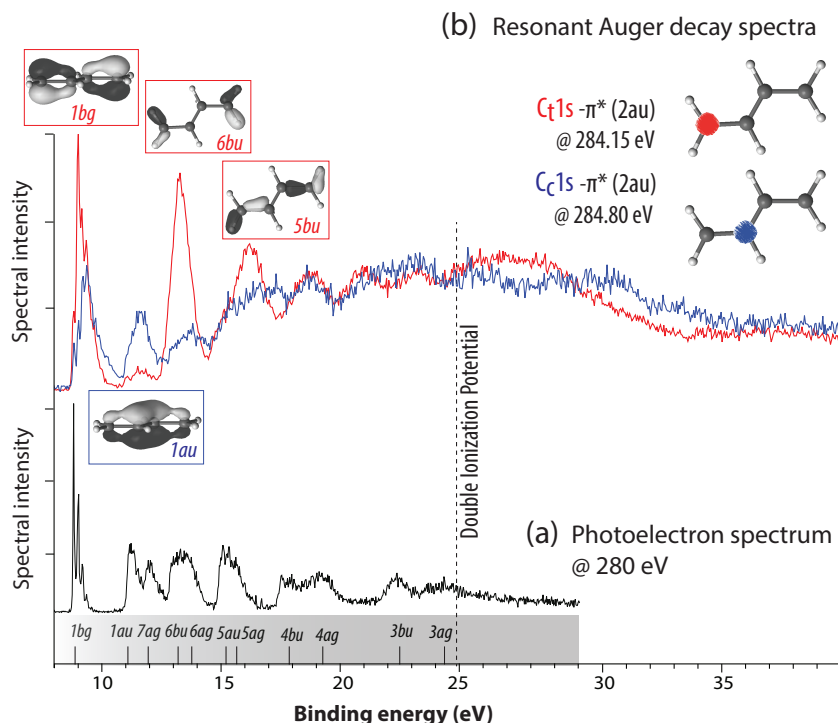 (b) Resonant Auger decay spectra
1bg
6bu
5bu
Ct1s -π* (2au)
@ 284.15 eV
Cc1s -π* (2au)
@ 284.80 eV
Spectral intensity
1au
Double Ionization Potential
Spectral intensity
(a) Photoelectron spectrum
@ 280 eV
1bg 1au 7ag 6bu 6ag 5au 5ag 4bu 4ag 3bu 3ag
10 15 20 25 30 35
Binding energy (eV)